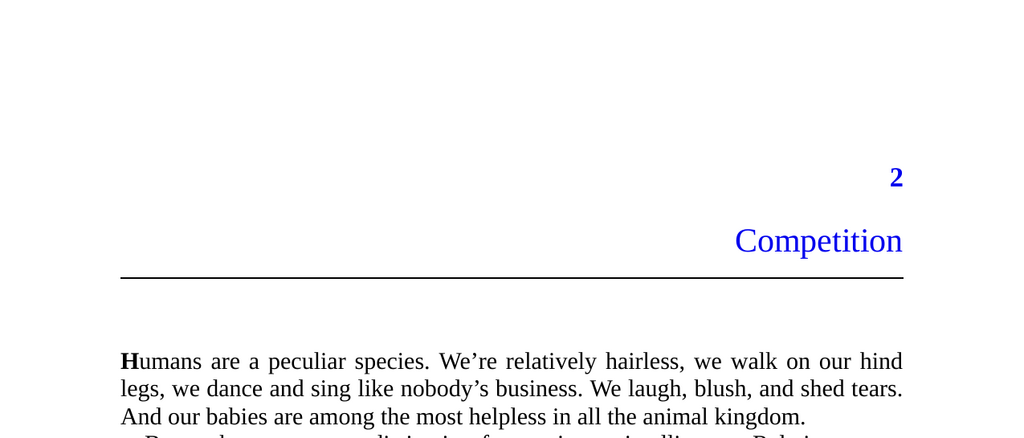 2
Competition
Humans are a peculiar species. We’re relatively hairless, we walk on our hind
legs, we dance and sing like nobody’s business. We laugh, blush, and shed tears.
And our babies are among the most helpless in all the animal kingdom.